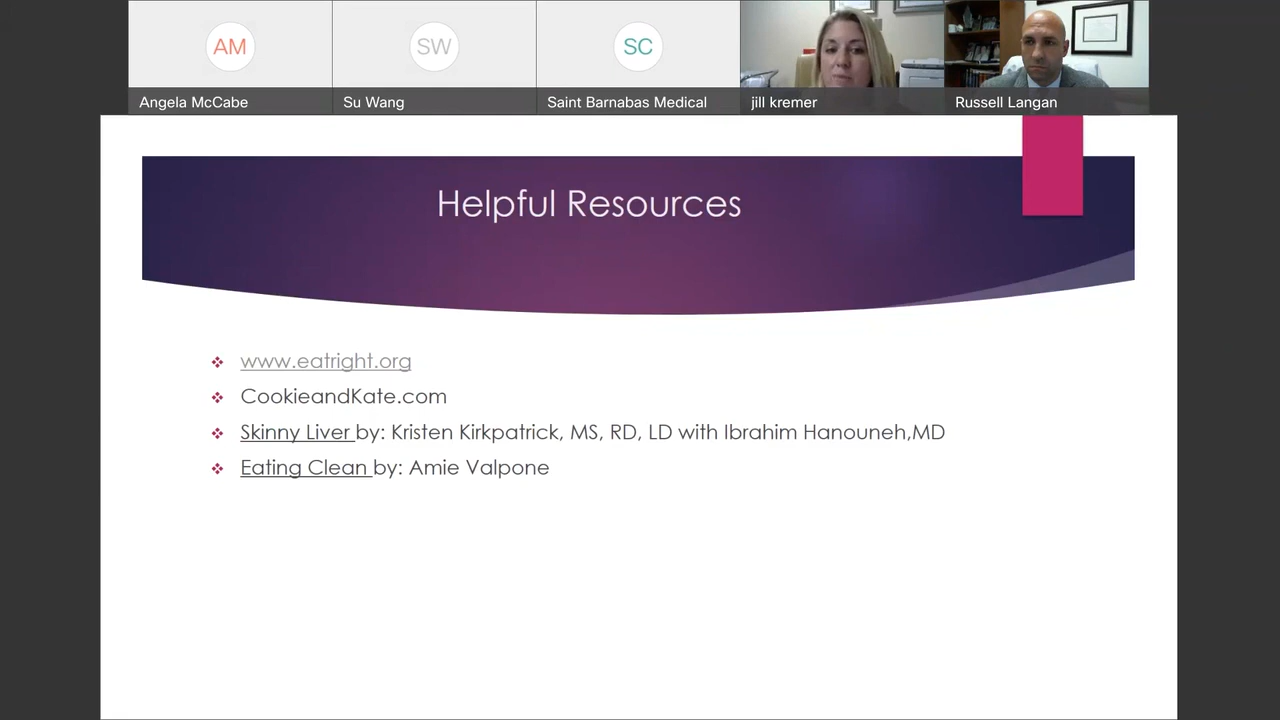 AM
SW
SC
Angela McCabe
Su Wang
Saint Barnabas Medical
jill kremer
Russell Langan
Helpful Resources
www.eatright.org
CookieandKate.com
Skinny Liver by: Kristen Kirkpatrick, MS, RD, LD with Ibrahim Hanouneh,MD
Eating Clean by: Amie Valpone